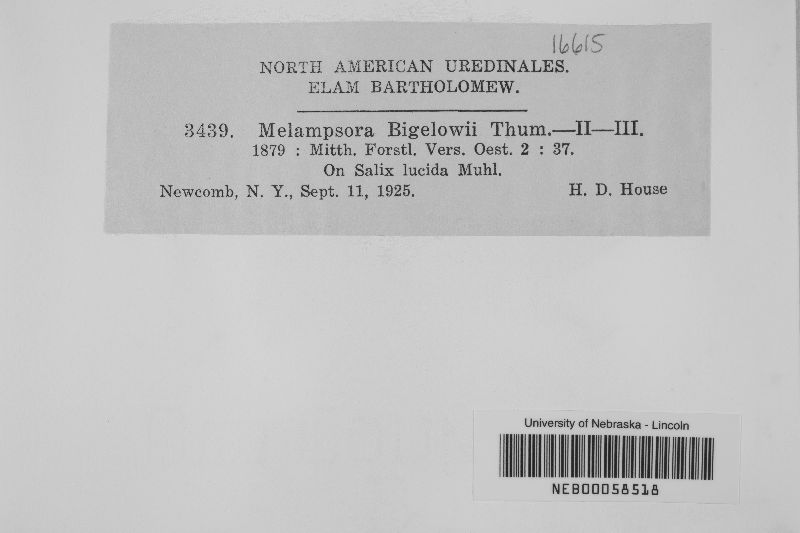 16615
NORTH AMERICAN UREDINALES.
ELAM BARTHOLOMEW.
3439. Melampsora Bigelowii Thum.—II—III.
1879 : Mitth. Forstl. Vers. Oest. 2 : 37.
On Salix lucida Muhl.
Newcomb, N. Y., Sept. 11, 1925. H. D. House
University of Nebraska - Lincoln
NEB00058518